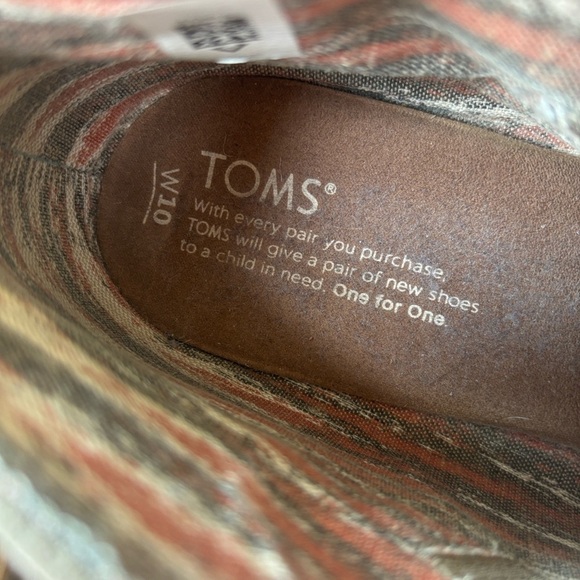 TOMS®
W10
With every pair you purchase,
TOMS will give a pair of new shoes
to a child in need. One for One.